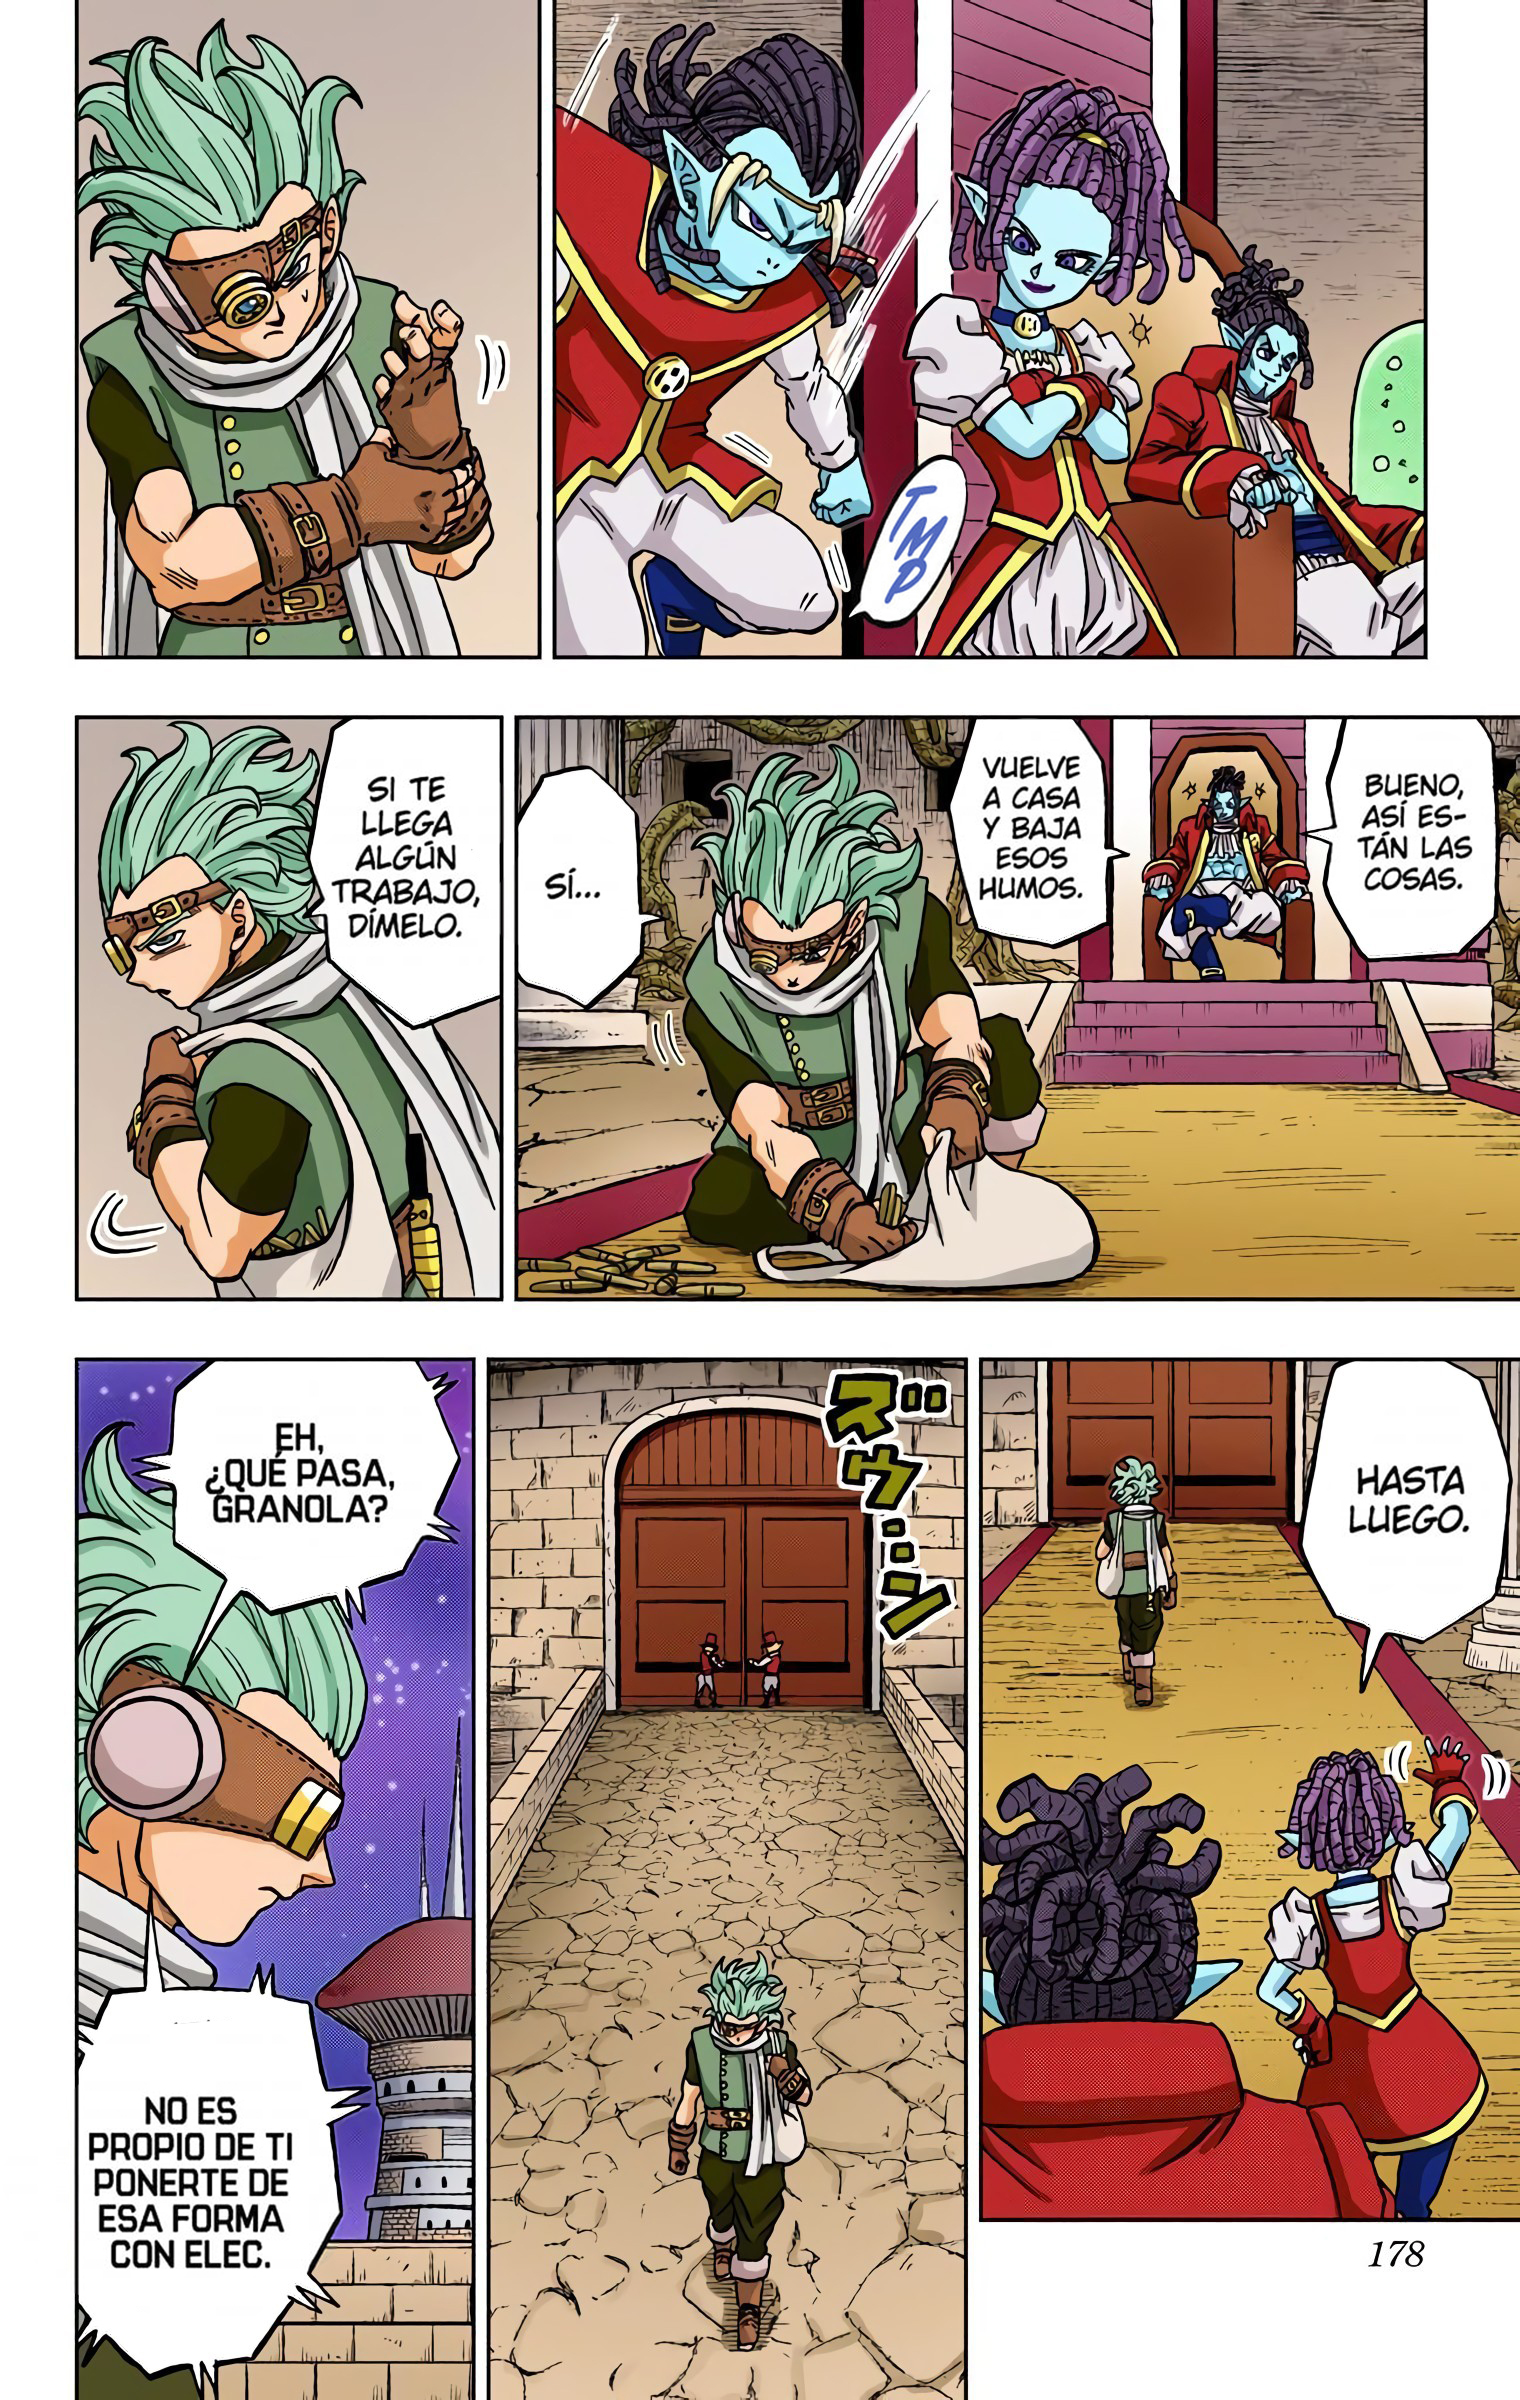 TMP
BUENO,
ASÍ ES-
TÁN LAS
COSAS.
VUELVE
A CASA
Y BAJA
ESOS
HUMOS.
SÍ...
SI TE
LLEGA
ALGÚN
TRABAJO,
DÍMELO.
HASTA
LUEGO.
ズウ…ン
EH,
¿QUÉ PASA,
GRANOLA?
NO ES
PROPIO DE TI
PONERTE DE
ESA FORMA
CON ELEC.
178